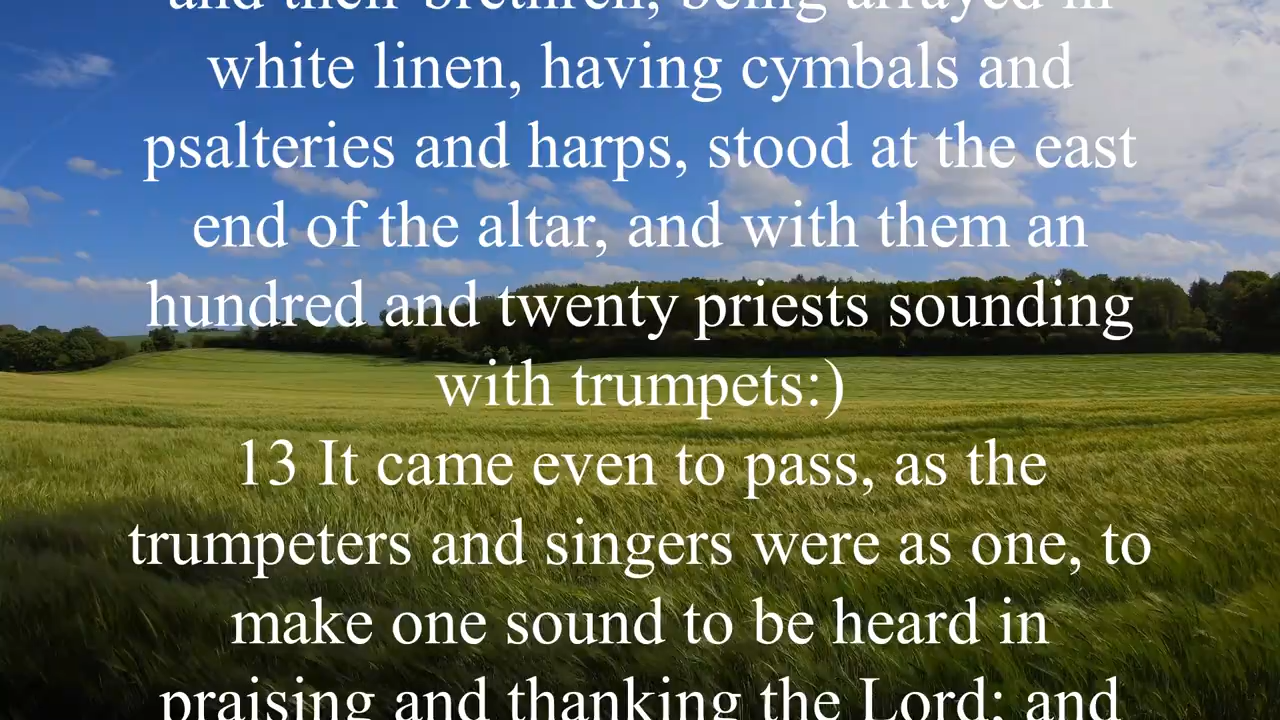 and their brethren, being arrayed in
white linen, having cymbals and
psalteries and harps, stood at the east
end of the altar, and with them an
hundred and twenty priests sounding
with trumpets:)
13 It came even to pass, as the
trumpeters and singers were as one, to
make one sound to be heard in
praising and thanking the Lord; and